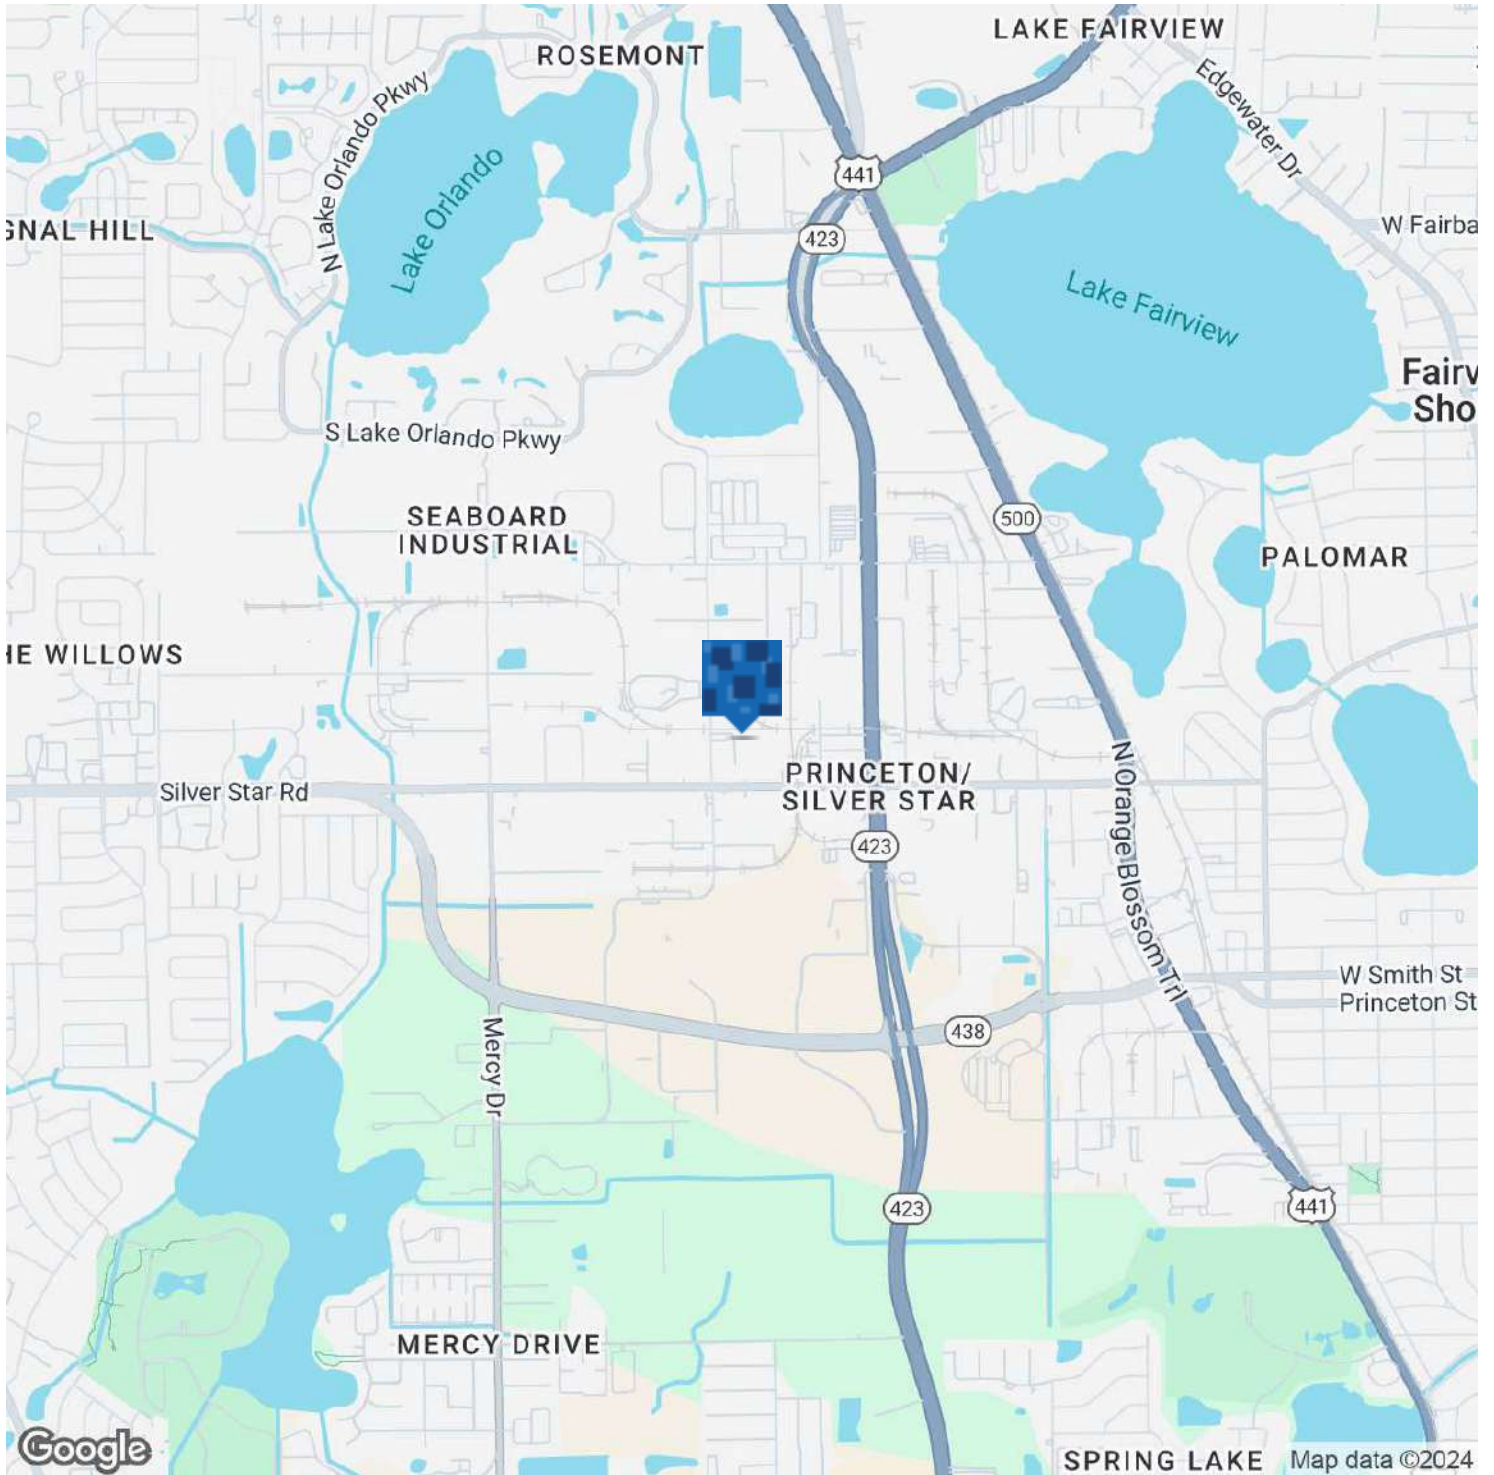 LAKE FAIRVIEW
ROSEMONT
Edgewater Dr
N Lake Orlando Pkwy
441
Lake Orlando
W Fairba
GNAL HILL
423
Lake Fairview
Fairv
Sho
S Lake Orlando Pkwy
SEABOARD
INDUSTRIAL
500
PALOMAR
HE WILLOWS
PRINCETON/
SILVER STAR
Silver Star Rd
N Orange Blossom Trl
423
W Smith St
Princeton St
438
Mercy Dr
423
441
MERCY DRIVE
Google
SPRING LAKE
Map data ©2024